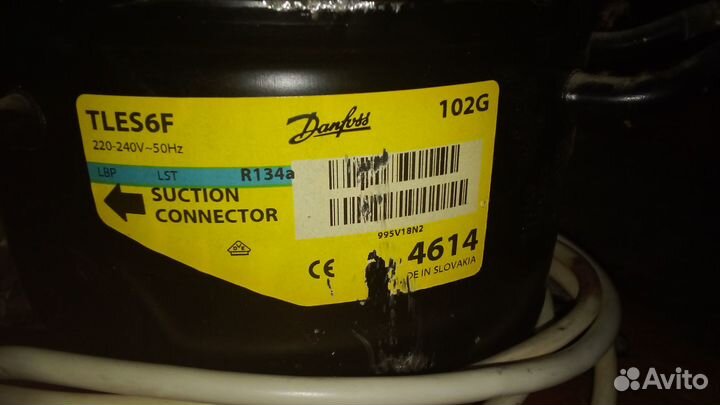 TLES6F
Danfoss
102G
220-240V~50Hz
LBP LST R134a
SUCTION
CONNECTOR
995V18N2
4614
CE
DE IN SLOVAKIA
Avito